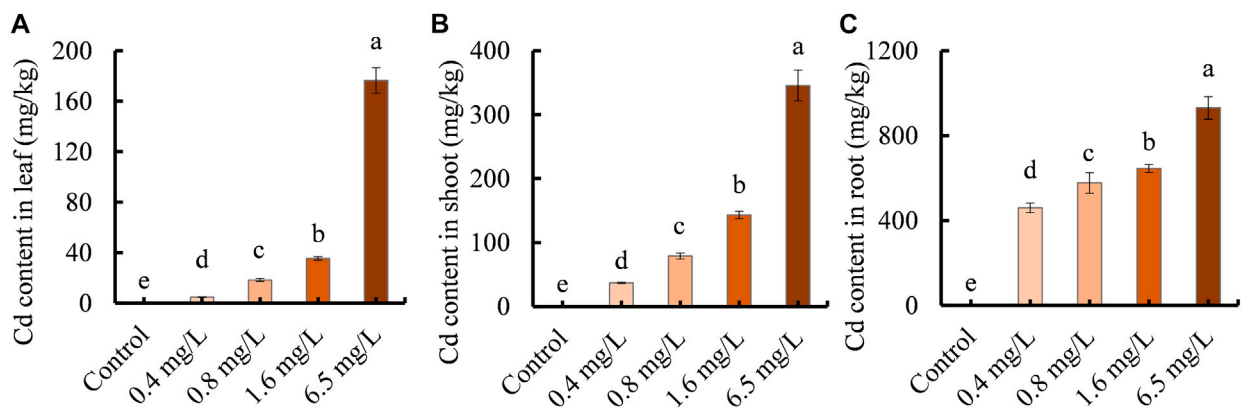 A
Cd content in leaf (mg/kg)
200
160
120
80
40
0
e
d
c
b
a
Control
0.4 mg/L
0.8 mg/L
1.6 mg/L
6.5 mg/L
B
Cd content in shoot (mg/kg)
400
300
200
100
0
e
d
c
b
a
Control
0.4 mg/L
0.8 mg/L
1.6 mg/L
6.5 mg/L
C
Cd content in root (mg/kg)
1200
800
400
0
e
d
c
b
a
Control
0.4 mg/L
0.8 mg/L
1.6 mg/L
6.5 mg/L